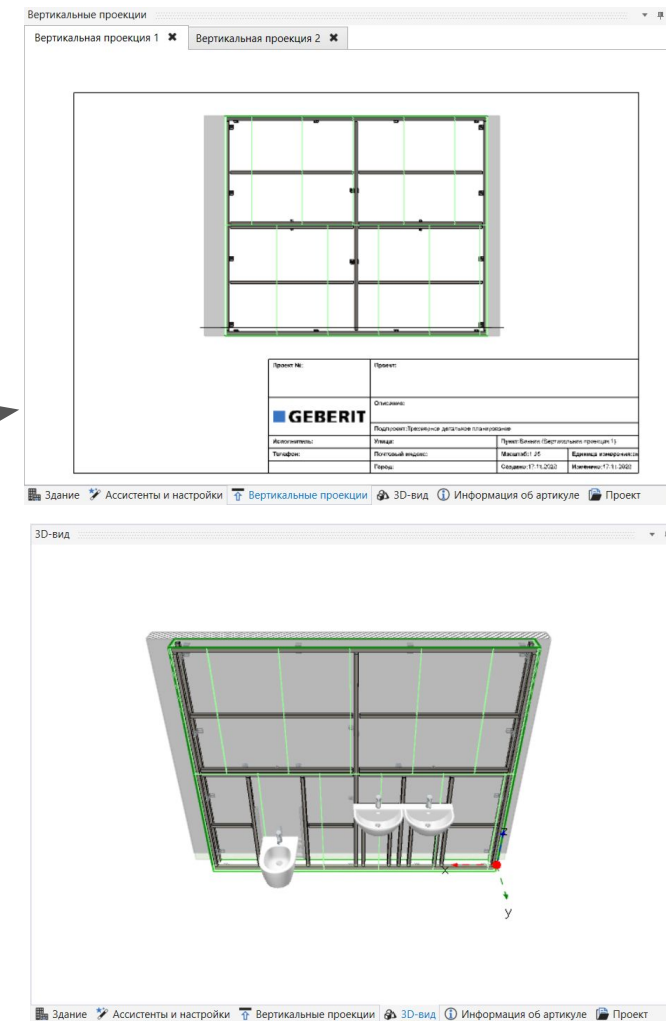 Вертикальные проекции
Вертикальная проекция 1 ✖ Вертикальная проекция 2 ✖
Проект №: Проект:
Описание:
GEBERIT
Подпроект:
Исполнитель: Улица:
Телефон: Почтовый индекс: Масштаб:
Город: Создано:17.11.2020 Изменено:17.11.2020
Здание Ассистенты и настройки Вертикальные проекции 3D-вид Информация об артикуле Проект
3D-вид
z
x
y
Здание Ассистенты и настройки Вертикальные проекции 3D-вид Информация об артикуле Проект